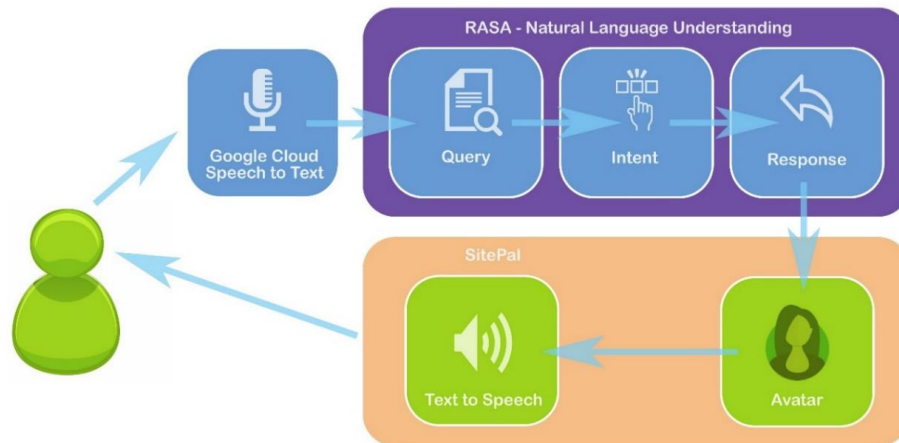 RASA - Natural Language Understanding
Google Cloud
Speech to Text
Query
Intent
Response
SitePal
Text to Speech
Avatar